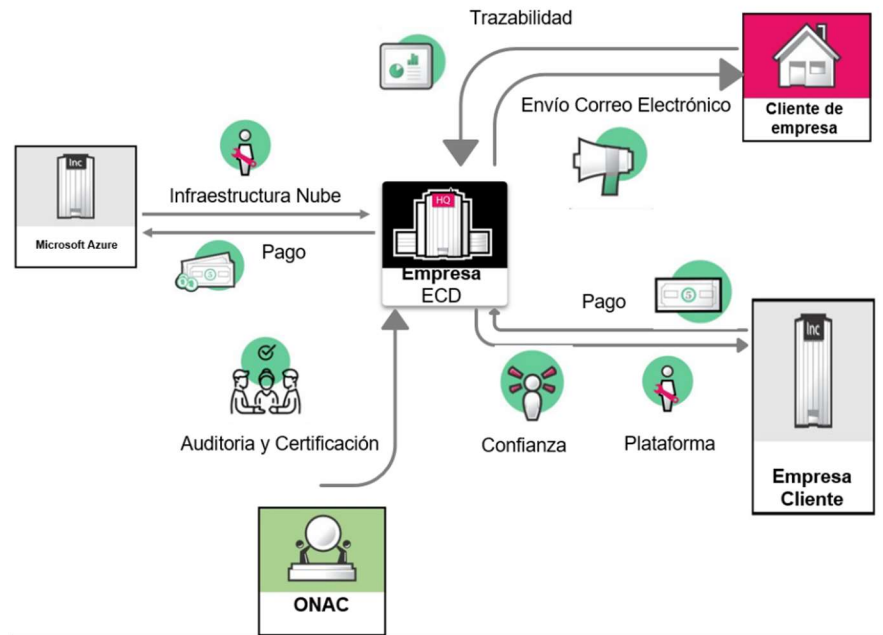 Trazabilidad
Envío Correo Electrónico
Cliente de
empresa
Inc
Microsoft Azure
Infraestructura Nube
Pago
HQ
Empresa
ECD
Pago
5
Inc
Empresa
Cliente
Confianza
Plataforma
Auditoria y Certificación
ONAC